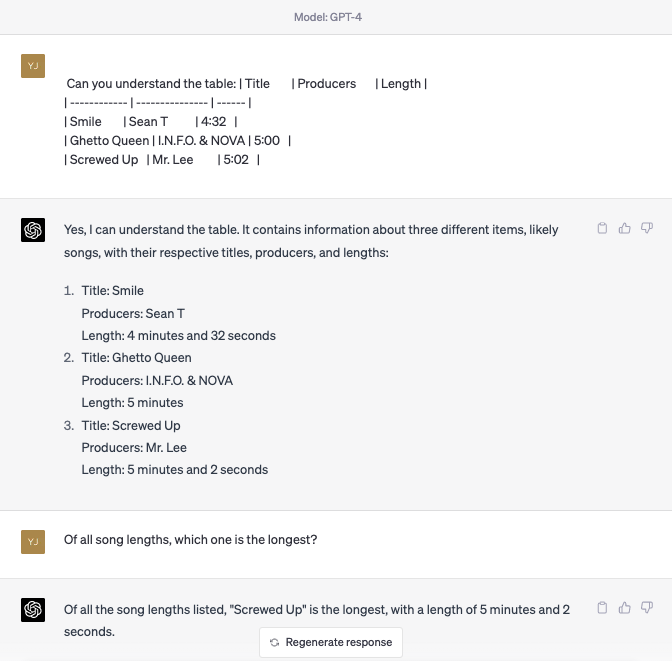 Model: GPT-4
YJ
Can you understand the table: | Title | Producers | Length |
| ------------ | --------------- | ------ |
| Smile | Sean T | 4:32 |
| Ghetto Queen | I.N.F.O. & NOVA | 5:00 |
| Screwed Up | Mr. Lee | 5:02 |
Yes, I can understand the table. It contains information about three different items, likely
songs, with their respective titles, producers, and lengths:
1. Title: Smile
Producers: Sean T
Length: 4 minutes and 32 seconds
2. Title: Ghetto Queen
Producers: I.N.F.O. & NOVA
Length: 5 minutes
3. Title: Screwed Up
Producers: Mr. Lee
Length: 5 minutes and 2 seconds
YJ
Of all song lengths, which one is the longest?
Of all the song lengths listed, "Screwed Up" is the longest, with a length of 5 minutes and 2
seconds.
Regenerate response